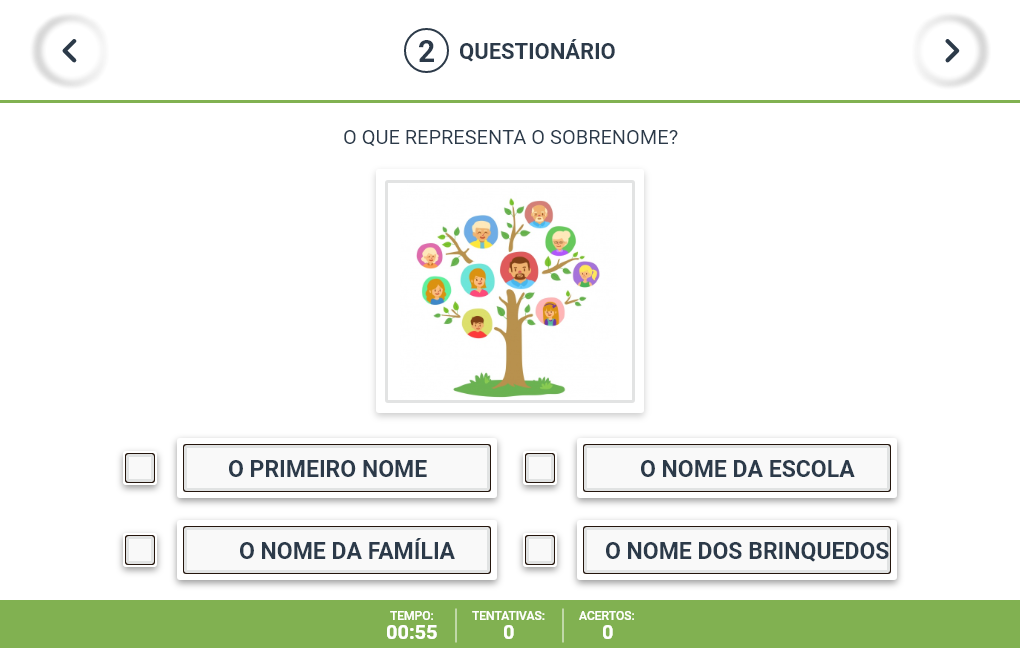 2 QUESTIONÁRIO
O QUE REPRESENTA O SOBRENOME?
O PRIMEIRO NOME
O NOME DA ESCOLA
O NOME DA FAMÍLIA
O NOME DOS BRINQUEDOS
TEMPO: TENTATIVAS: ACERTOS:
00:55 0 0